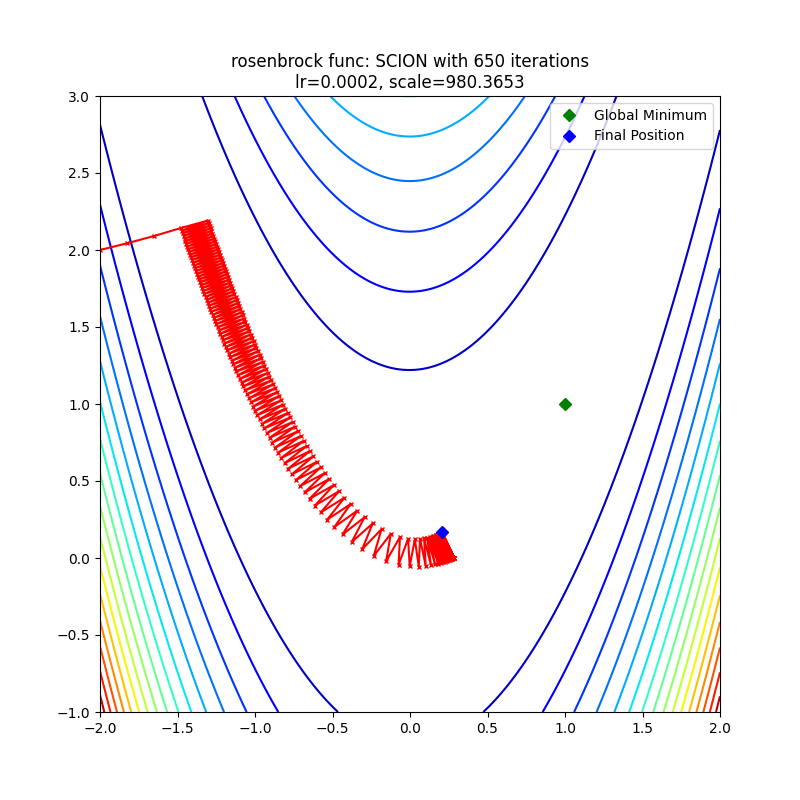 rosenbrock func: SCION with 650 iterations
lr=0.0002, scale=980.3653
Global Minimum
Final Position
3.0
2.5
2.0
1.5
1.0
0.5
0.0
−0.5
−1.0
−2.0 −1.5 −1.0 −0.5 0.0 0.5 1.0 1.5 2.0